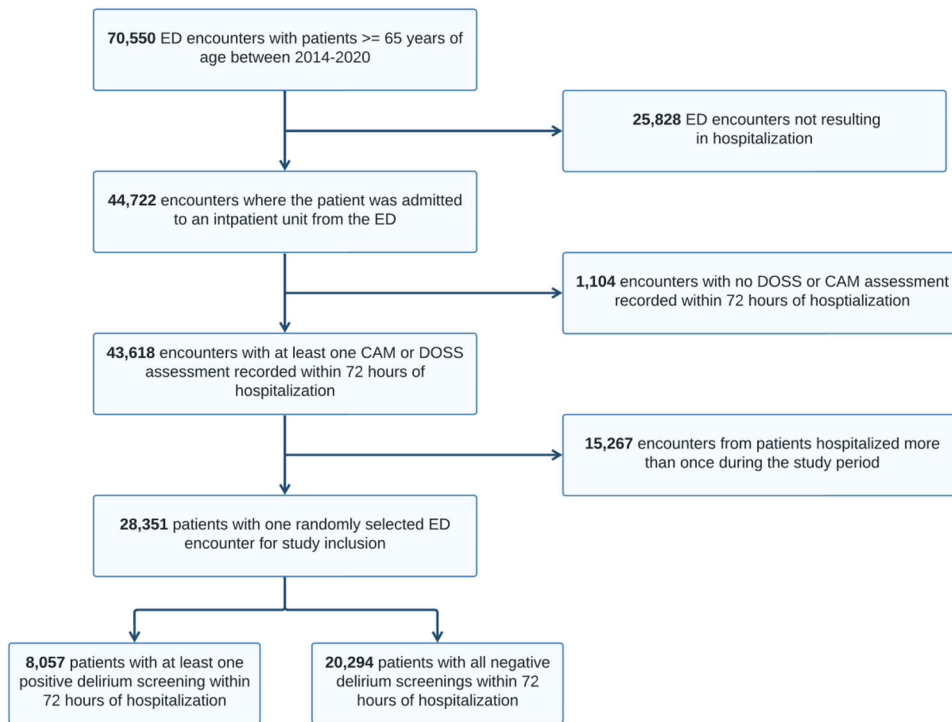 70,550 ED encounters with patients >= 65 years of
age between 2014-2020
25,828 ED encounters not resulting
in hospitalization
44,722 encounters where the patient was admitted
to an intpatient unit from the ED
1,104 encounters with no DOSS or CAM assessment
recorded within 72 hours of hosptialization
43,618 encounters with at least one CAM or DOSS
assessment recorded within 72 hours of
hospitalization
15,267 encounters from patients hospitalized more
than once during the study period
28,351 patients with one randomly selected ED
encounter for study inclusion
8,057 patients with at least one
positive delirium screening within
72 hours of hospitalization
20,294 patients with all negative
delirium screenings within 72
hours of hospitalization